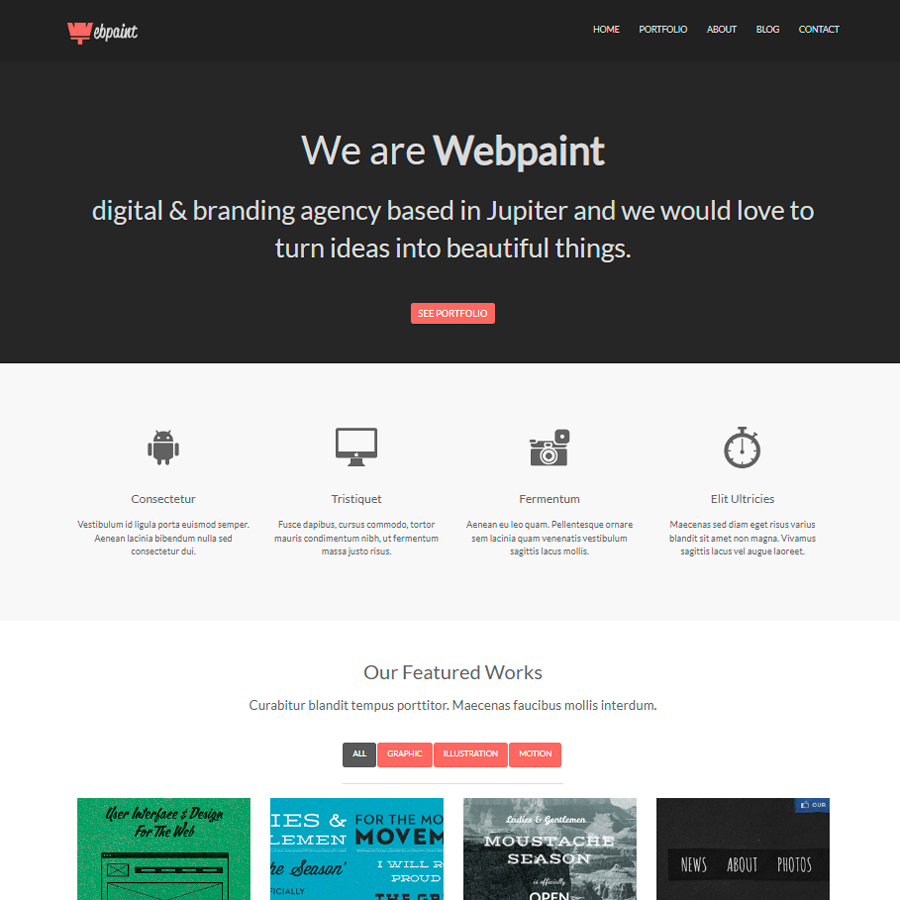 Webpaint
HOME PORTFOLIO ABOUT BLOG CONTACT
We are Webpaint
digital & branding agency based in Jupiter and we would love to
turn ideas into beautiful things.
SEE PORTFOLIO
Consectetur
Vestibulum id ligula porta euismod semper.
Aenean lacinia bibendum nulla sed
consectetur dui.
Tristiquet
Fusce dapibus, cursus commodo, tortor
mauris condimentum nibh, ut fermentum
massa justo risus.
Fermentum
Aenean eu leo quam. Pellentesque ornare
sem lacinia quam venenatis vestibulum
sagittis lacus mollis.
Elit Ultricies
Maecenas sed diam eget risus varius
blandit sit amet non magna. Vivamus
sagittis lacus vel augue laoreet.
Our Featured Works
Curabitur blandit tempus porttitor. Maecenas faucibus mollis interdum.
ALL GRAPHIC ILLUSTRATION MOTION
User Interface & Design
For The Web
IES &
LEMEN
he Season'
FICIALLY
FOR THE MO
MOVEM
I WILL R
PROUD
THE GR
Ladies & Gentlemen...
MOUSTACHE
SEASON
is officially
OPEN
OUR
NEWS ABOUT PHOTOS